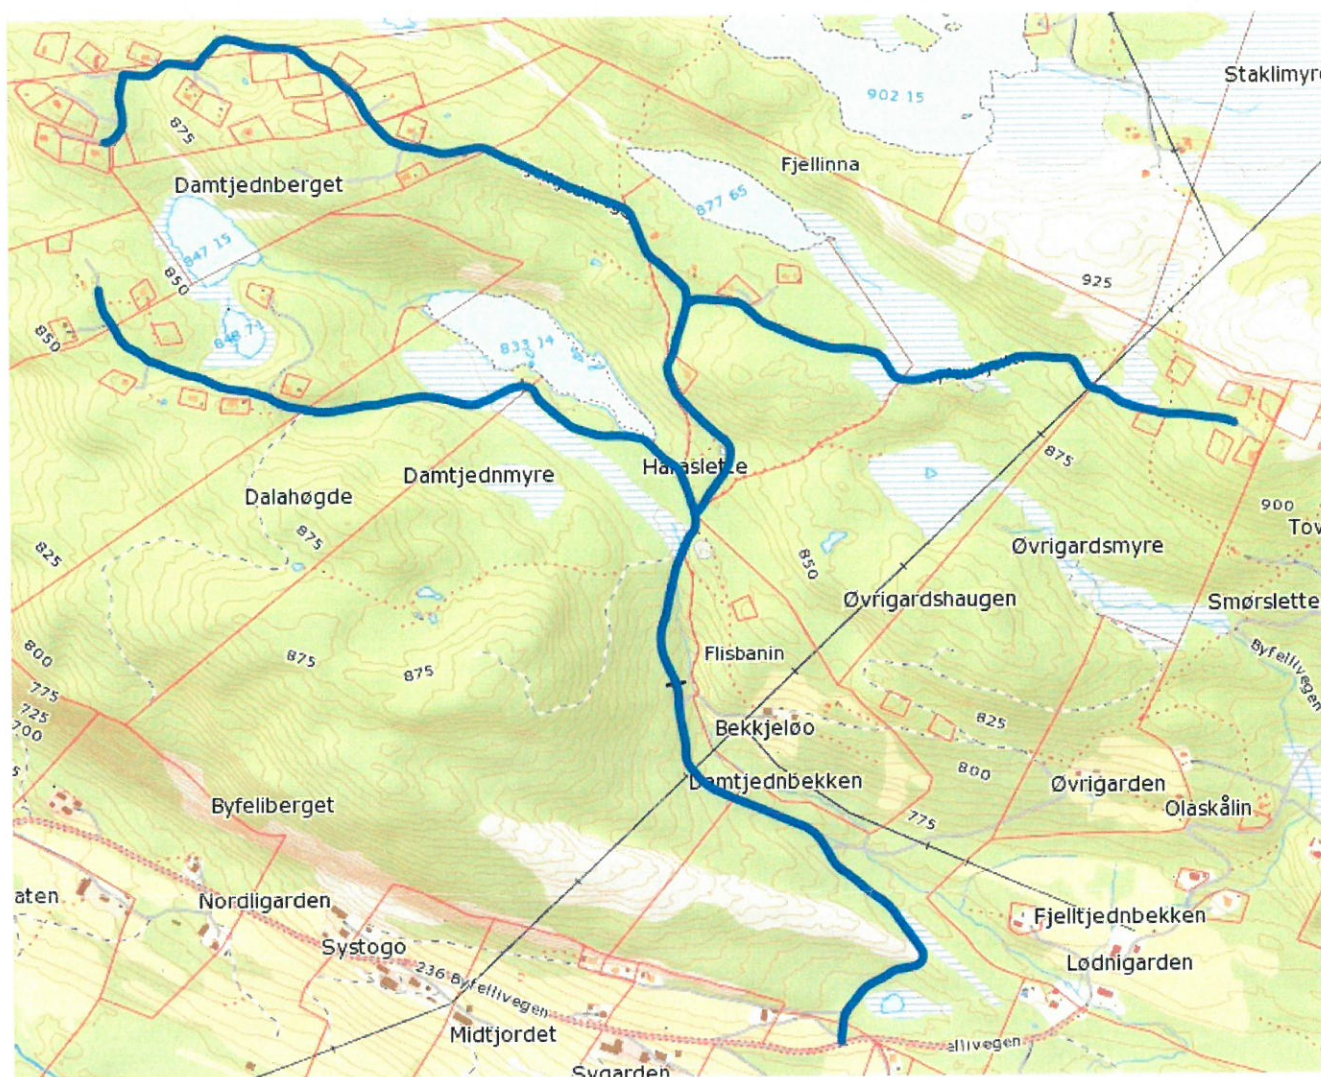 Staklimyre
902 15
875
Fjellinna
Damtjednberget
877 65
847 15
850
925
850
848 7
833 14
Haraslette
875
Damtjednmyre
Dalahøgde
900
Tov
875
825
850
Øvrigardsmyre
Øvrigardshaugen
Smørslette
800
875
875
Flisbanin
Byfellivegen
775
725
700
825
Bekkjeløo
800
Damtjednbekken
Øvrigarden
Byfeliberget
775
Olaskålin
aten
Nordligarden
Fjelltjednbekken
Systogo
236 Byfellivegen
Lødnigarden
Midtjordet
ellivegen
Sygarden